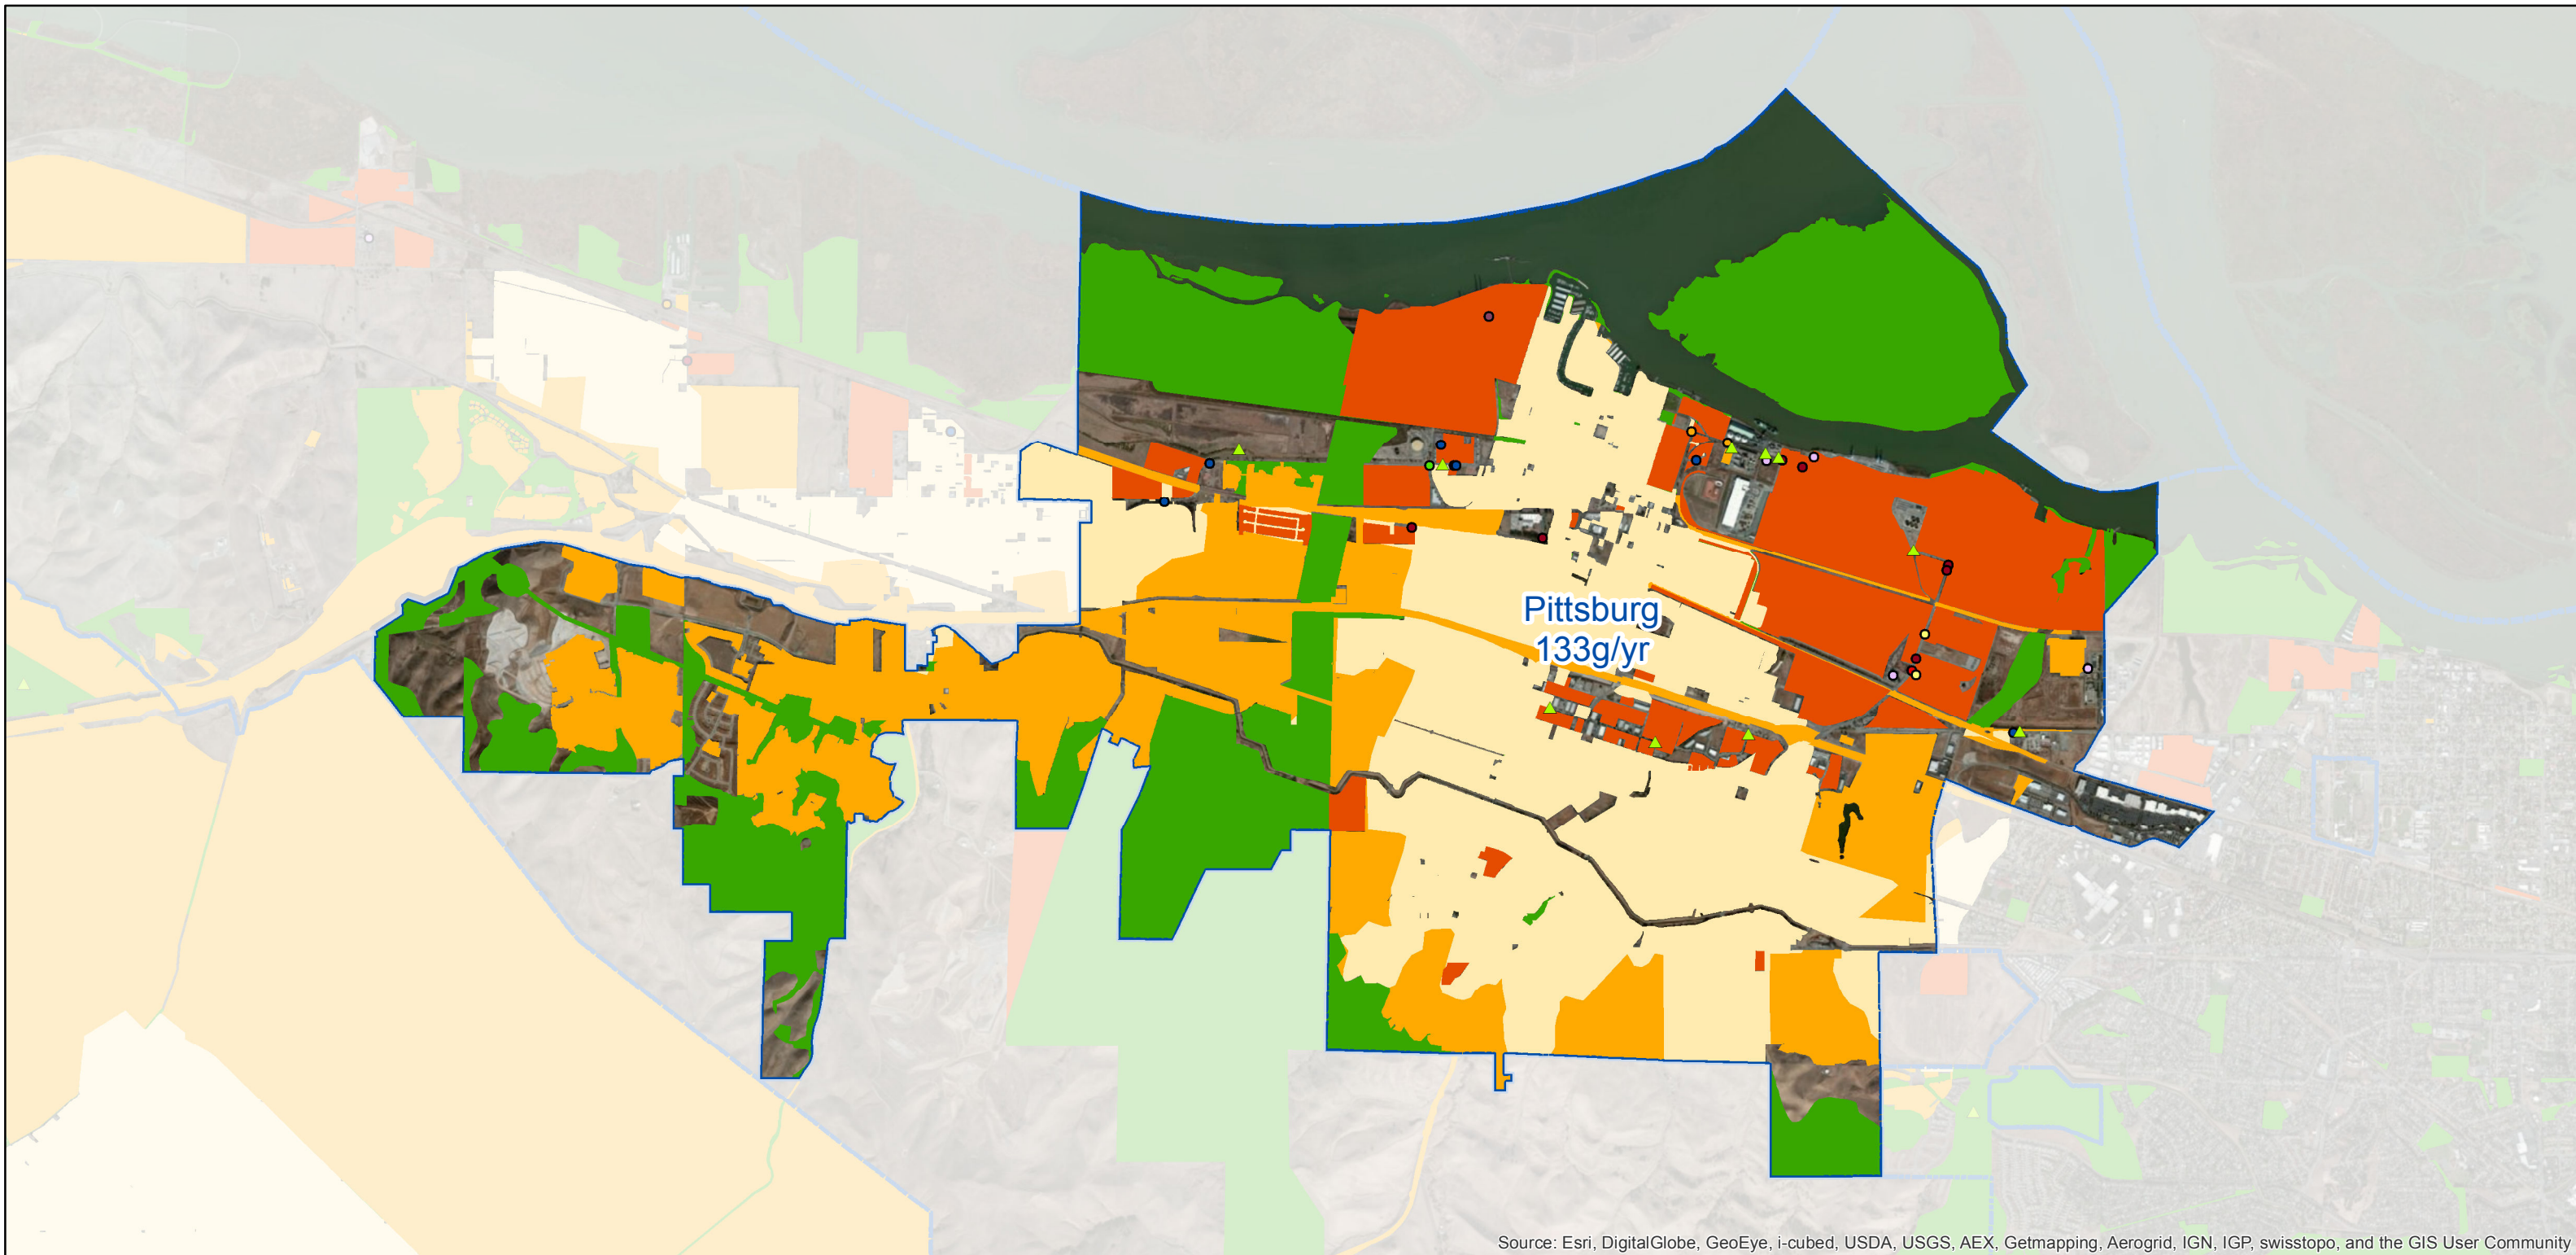 Pittsburg
133g/yr
Source: Esri, DigitalGlobe, GeoEye, i-cubed, USDA, USGS, AEX, Getmapping, Aerogrid, IGN, IGP, swisstopo, and the GIS User Community